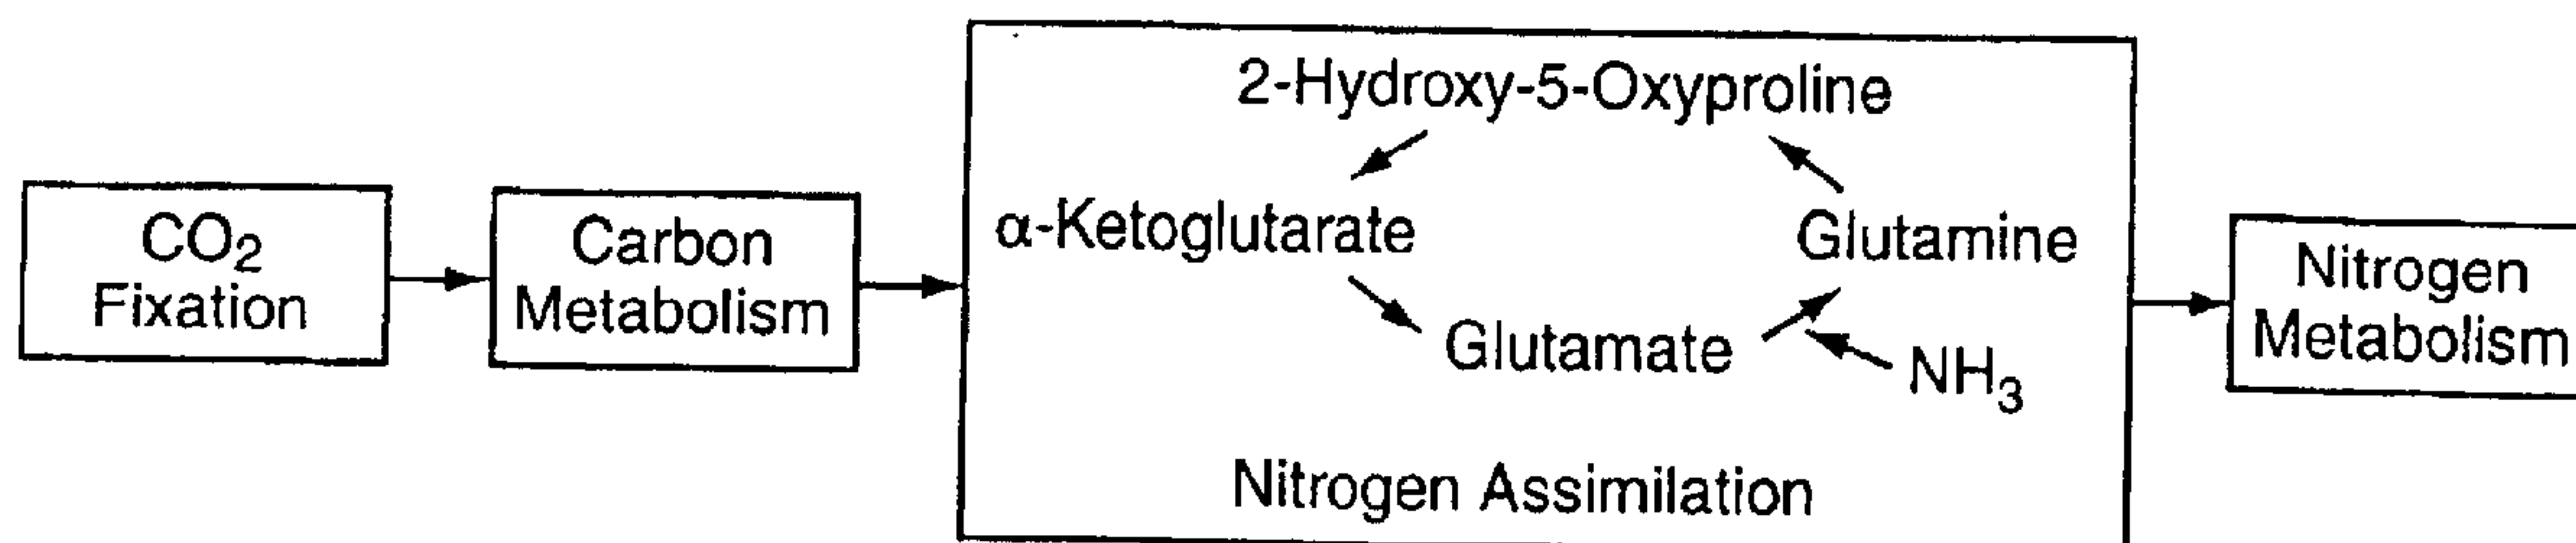 CO₂
Fixation
Carbon
Metabolism
2-Hydroxy-5-Oxyproline
α-Ketoglutarate
Glutamine
Glutamate
NH₃
Nitrogen Assimilation
Nitrogen
Metabolism